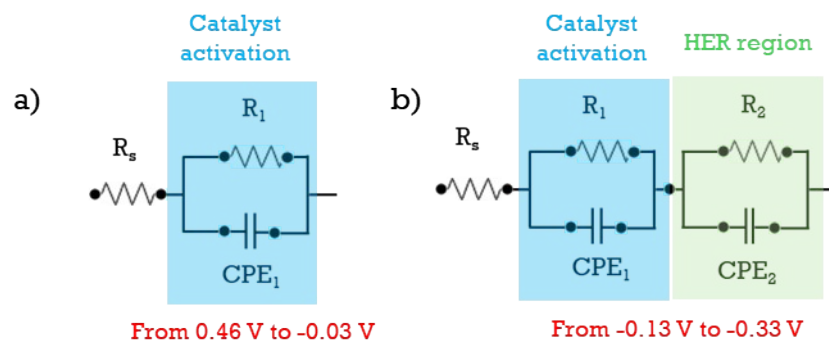 a)
Catalyst
activation
Rs
R1
CPE1
From 0.46 V to -0.03 V
b)
Catalyst
activation
HER region
Rs
R1
R2
CPE1
CPE2
From -0.13 V to -0.33 V